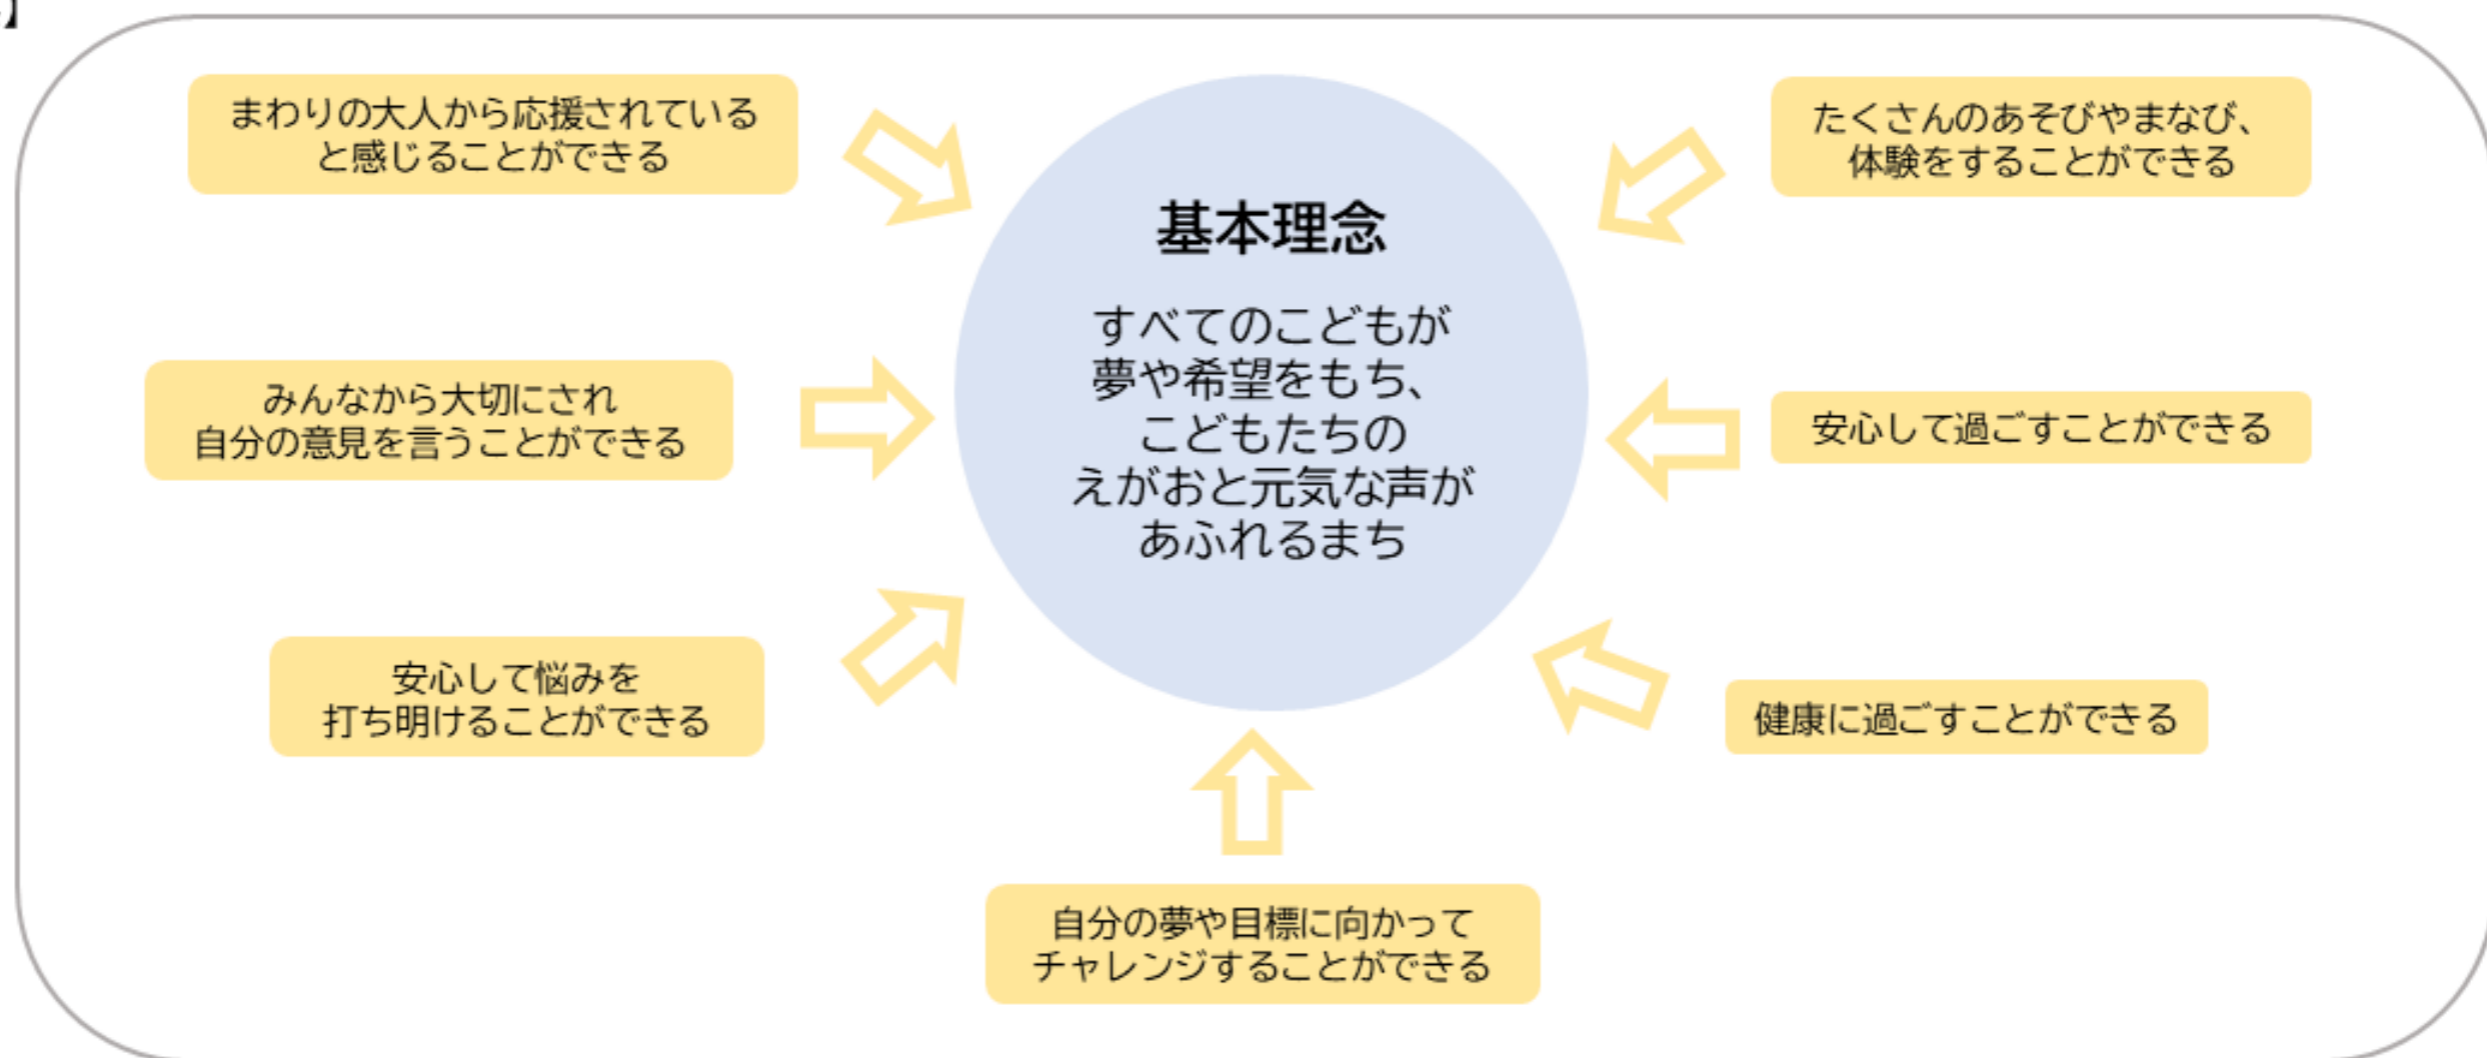 】
まわりの大人から応援されている
と感じることができる
みんなから大切にされ
自分の意見を言うことができる
安心して悩みを
打ち明けることができる
基本理念
すべてのこどもが
夢や希望をもち、
こどもたちの
えがおと元気な声が
あふれるまち
たくさんのあそびやまなび、
体験をすることができる
安心して過ごすことができる
健康に過ごすことができる
自分の夢や目標に向かって
チャレンジすることができる